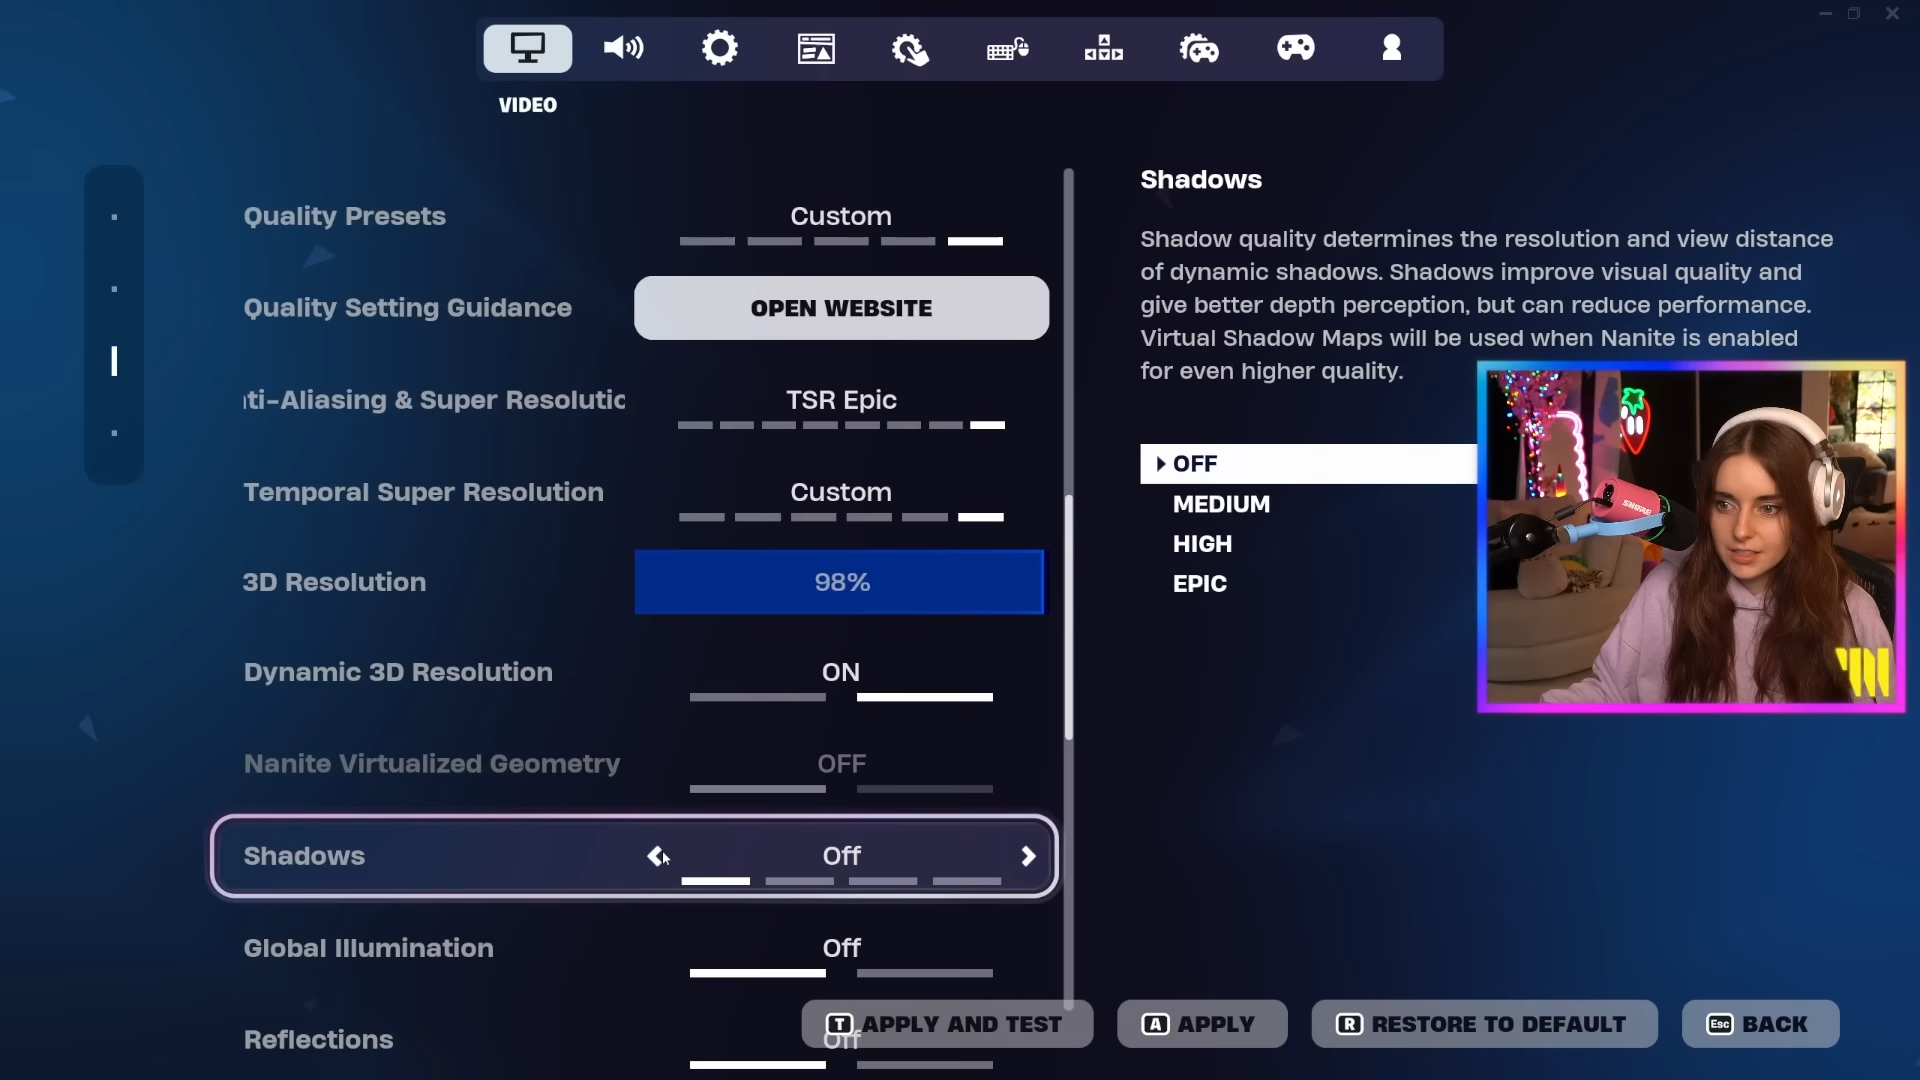 VIDEO
Quality Presets
Custom
Quality Setting Guidance
OPEN WEBSITE
ti-Aliasing & Super Resolutio
TSR Epic
Temporal Super Resolution
Custom
3D Resolution
98%
Dynamic 3D Resolution
ON
Nanite Virtualized Geometry
OFF
Shadows
Off
Global Illumination
Off
Reflections
Off
Shadows
Shadow quality determines the resolution and view distance
of dynamic shadows. Shadows improve visual quality and
give better depth perception, but can reduce performance.
Virtual Shadow Maps will be used when Nanite is enabled
for even higher quality.
OFF
MEDIUM
HIGH
EPIC
SHURE
T APPLY AND TEST
A APPLY
R RESTORE TO DEFAULT
Esc BACK